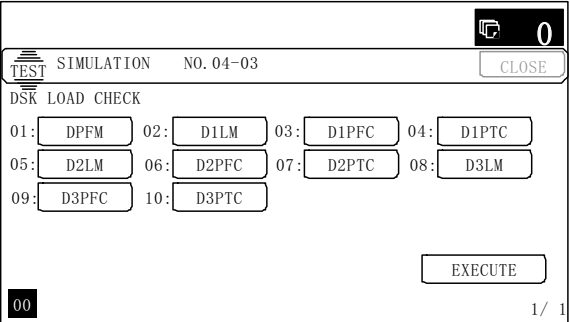 0
TEST SIMULATION NO.04-03 CLOSE
DSK LOAD CHECK
01: DPFM 02: D1LM 03: D1PFC 04: D1PTC
05: D2LM 06: D2PFC 07: D2PTC 08: D3LM
09: D3PFC 10: D3PTC
EXECUTE
00 1/ 1